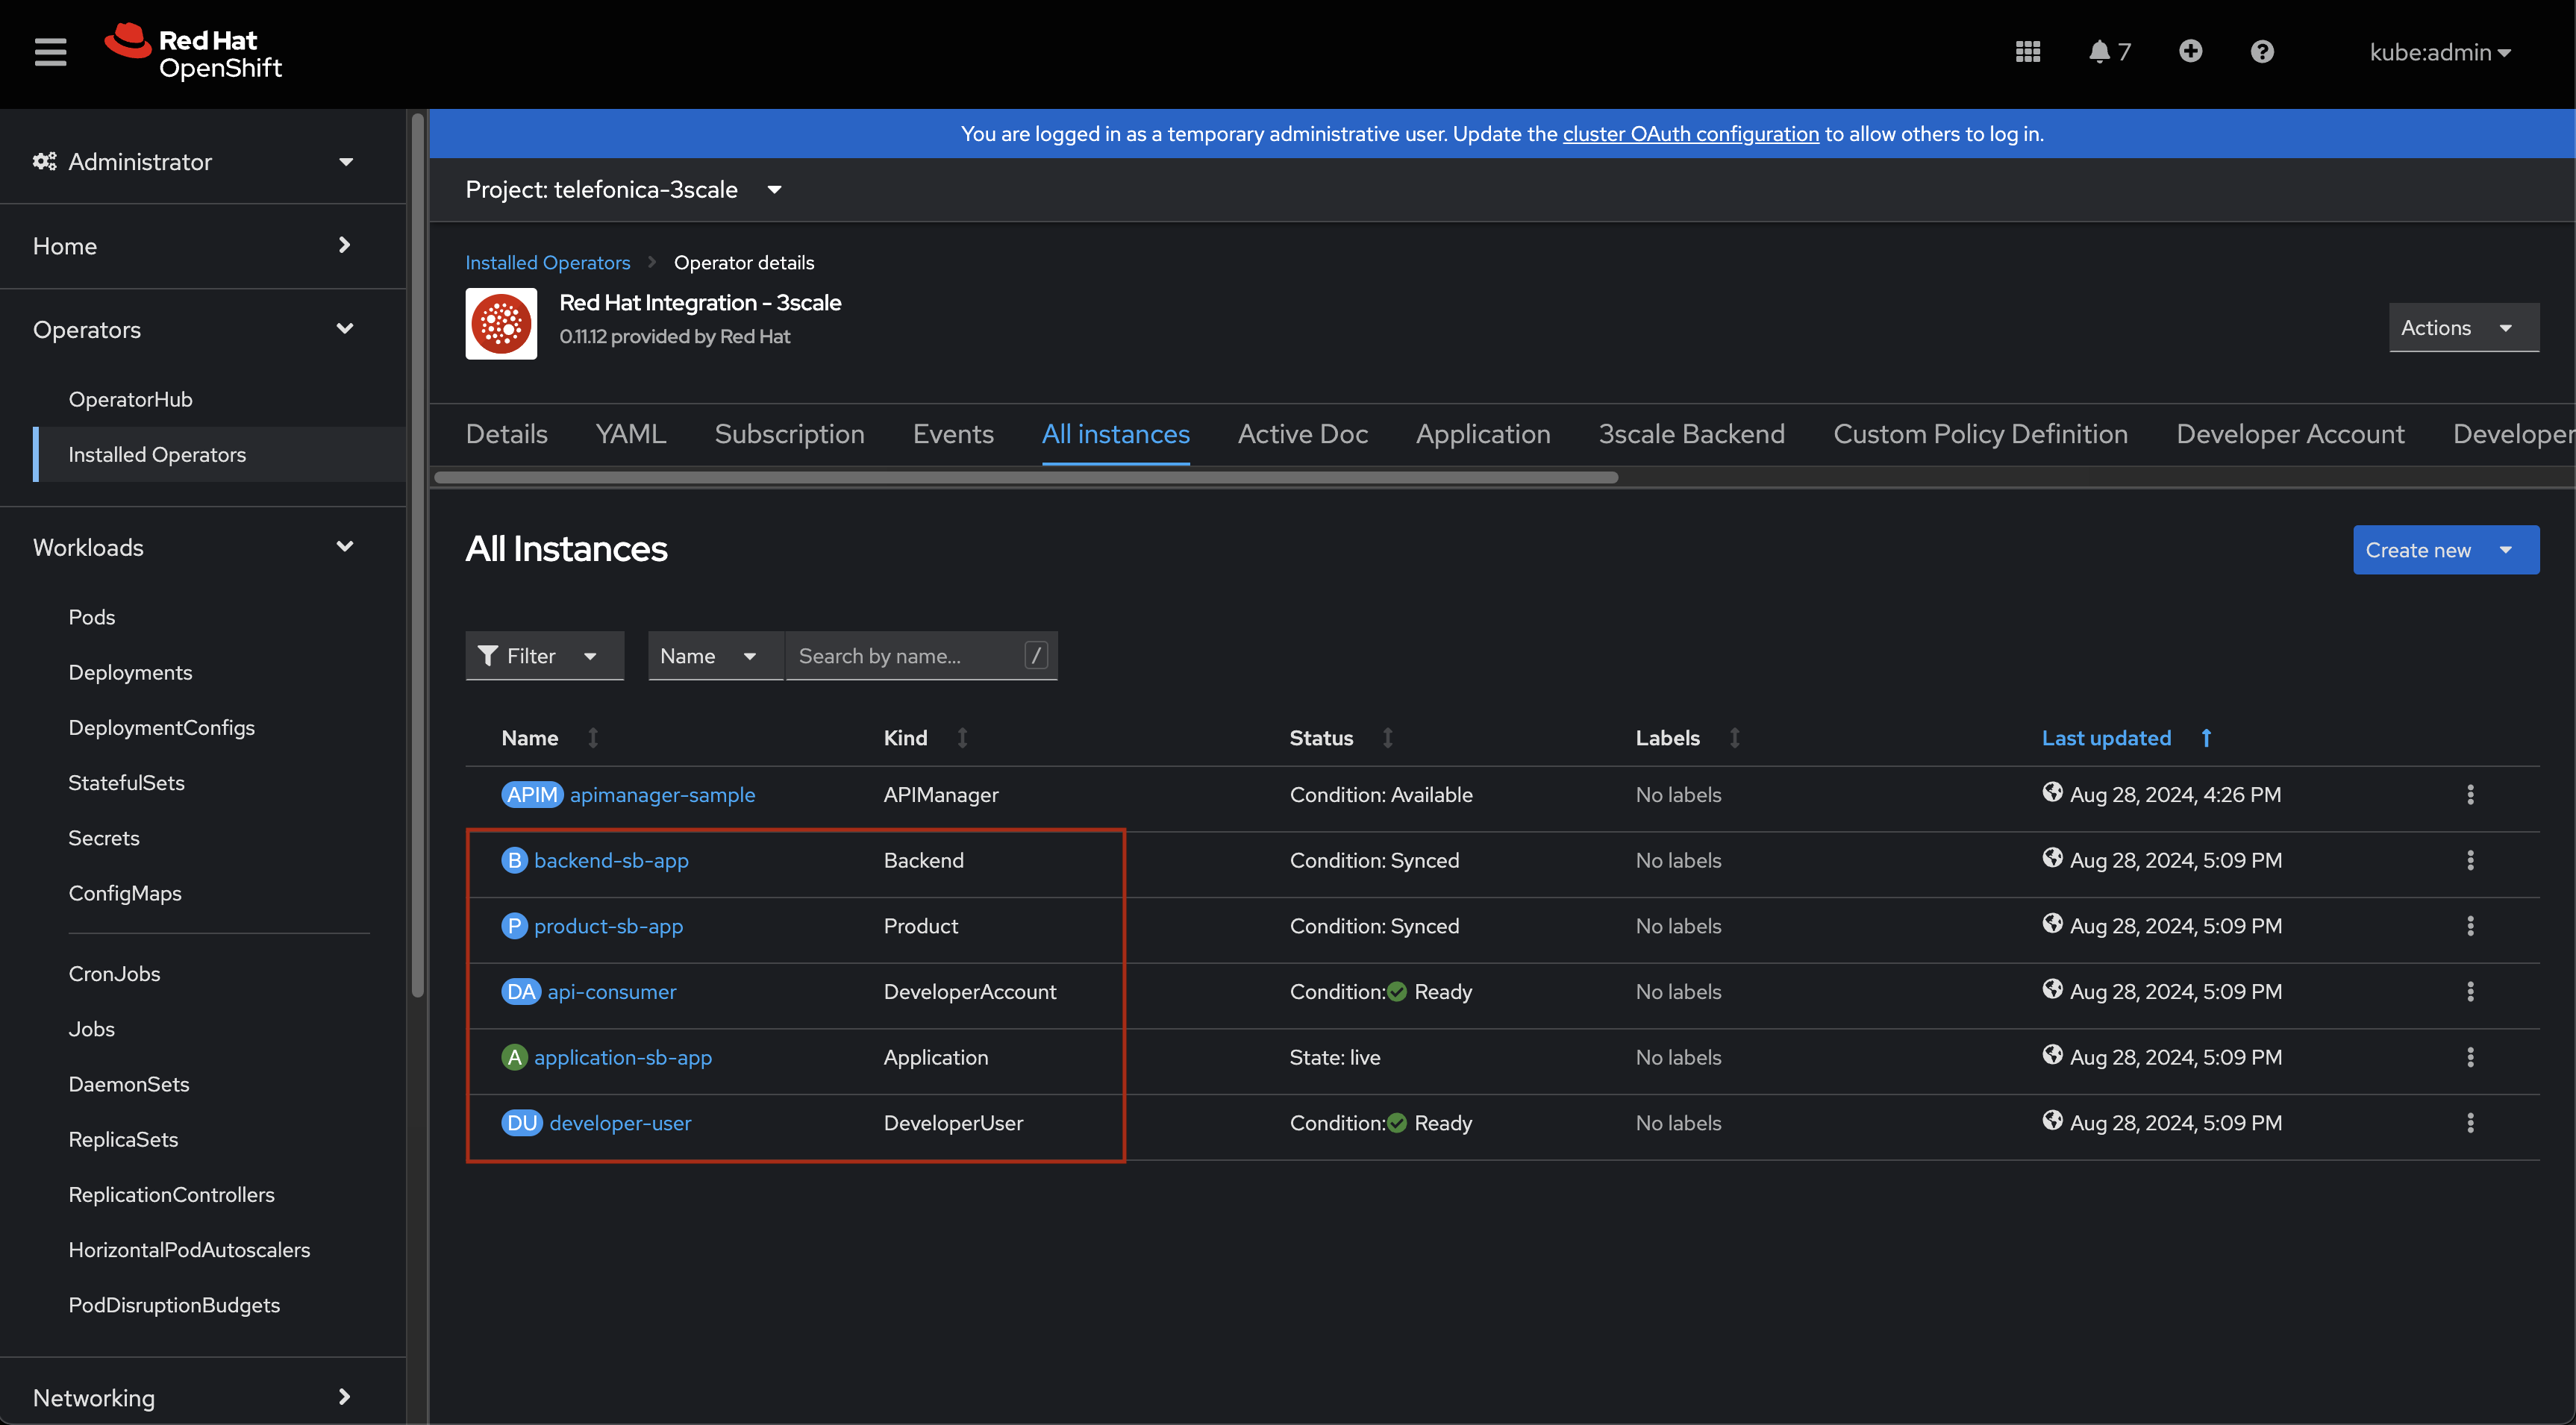 Red Hat
OpenShift
7
kube:admin
You are logged in as a temporary administrative user. Update the cluster OAuth configuration to allow others to log in.
Administrator
Home
Operators
OperatorHub
Installed Operators
Workloads
Pods
Deployments
DeploymentConfigs
StatefulSets
Secrets
ConfigMaps
CronJobs
Jobs
DaemonSets
ReplicaSets
ReplicationControllers
HorizontalPodAutoscalers
PodDisruptionBudgets
Networking
Project: telefonica-3scale
Installed Operators Operator details
Red Hat Integration - 3scale
0.11.12 provided by Red Hat
Actions
Details YAML Subscription Events All instances Active Doc Application 3scale Backend Custom Policy Definition Developer Account Developer
All Instances
Create new
Filter Name Search by name... /
Name Kind Status Labels Last updated
APIM apimanager-sample APIManager Condition: Available No labels Aug 28, 2024, 4:26 PM
B backend-sb-app Backend Condition: Synced No labels Aug 28, 2024, 5:09 PM
P product-sb-app Product Condition: Synced No labels Aug 28, 2024, 5:09 PM
DA api-consumer DeveloperAccount Condition: Ready No labels Aug 28, 2024, 5:09 PM
A application-sb-app Application State: live No labels Aug 28, 2024, 5:09 PM
DU developer-user DeveloperUser Condition: Ready No labels Aug 28, 2024, 5:09 PM